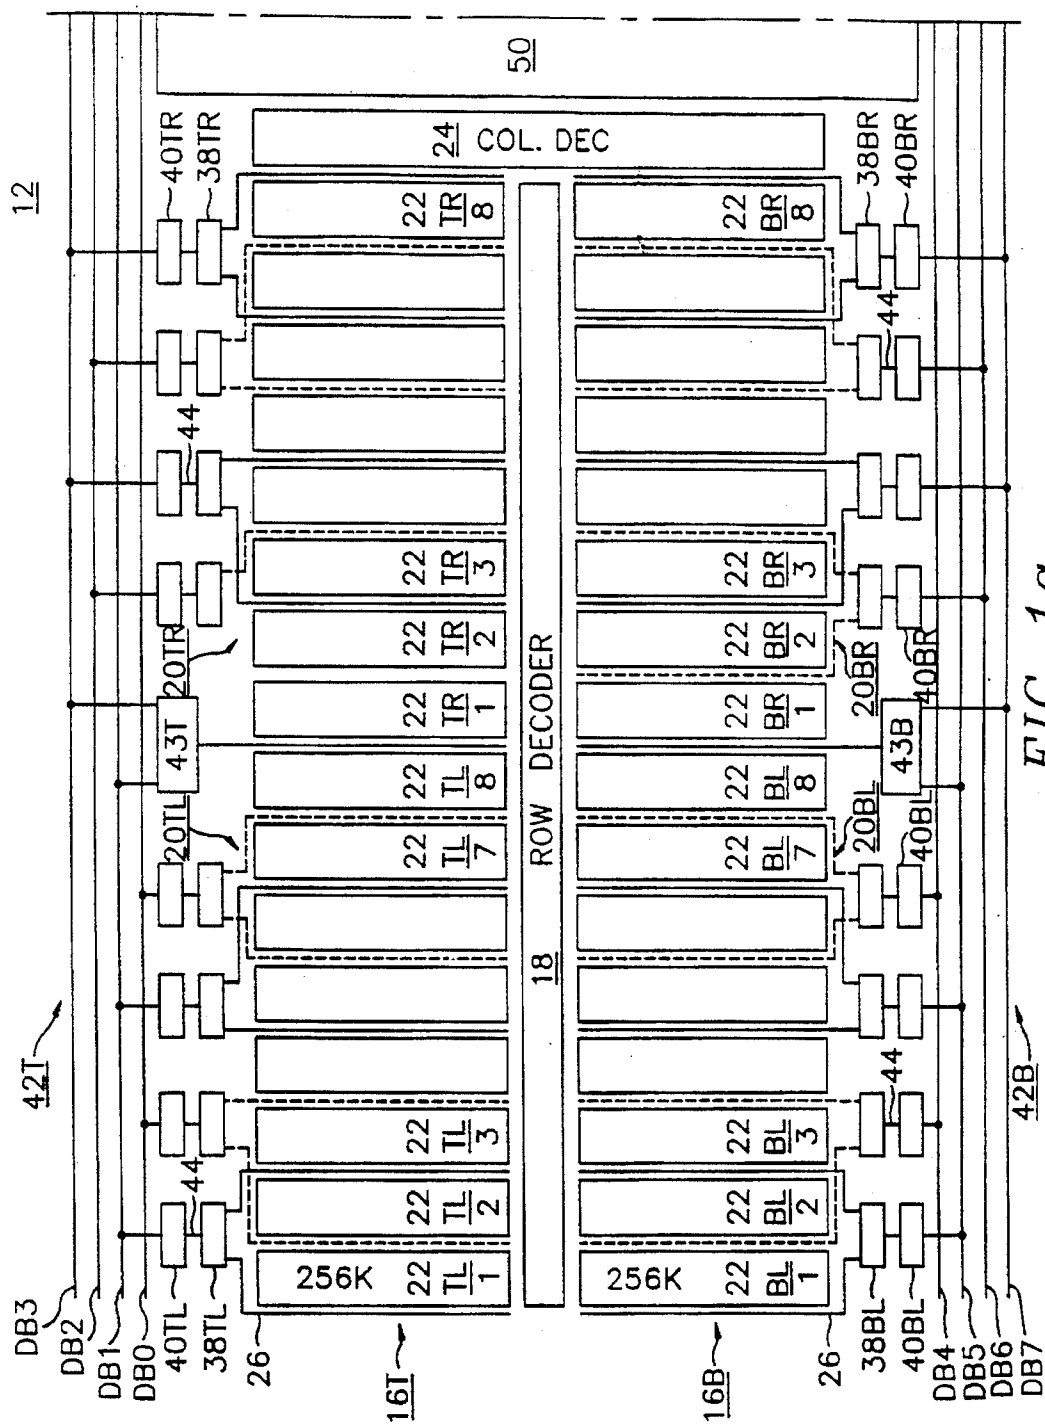 12
42T
DB3
DB2
DB1
DB0
40TL
38TL
44
44
40TR
38TR
20TL
43T
20TR
26
16T
256K
22 TL 1
22 TL 2
22 TL 3
22 TL 7
22 TL 8
22 TR 1
22 TR 2
22 TR 3
22 TR 8
24 COL. DEC
50
18 ROW DECODER
256K
22 BL 1
22 BL 2
22 BL 3
22 BL 7
22 BL 8
22 BR 1
22 BR 2
22 BR 3
22 BR 8
16B
26
38BL
40BL
44
20BL
40BL
43B
20BR
40BR
44
38BR
40BR
DB4
DB5
DB6
DB7
42B
FIG. 1a